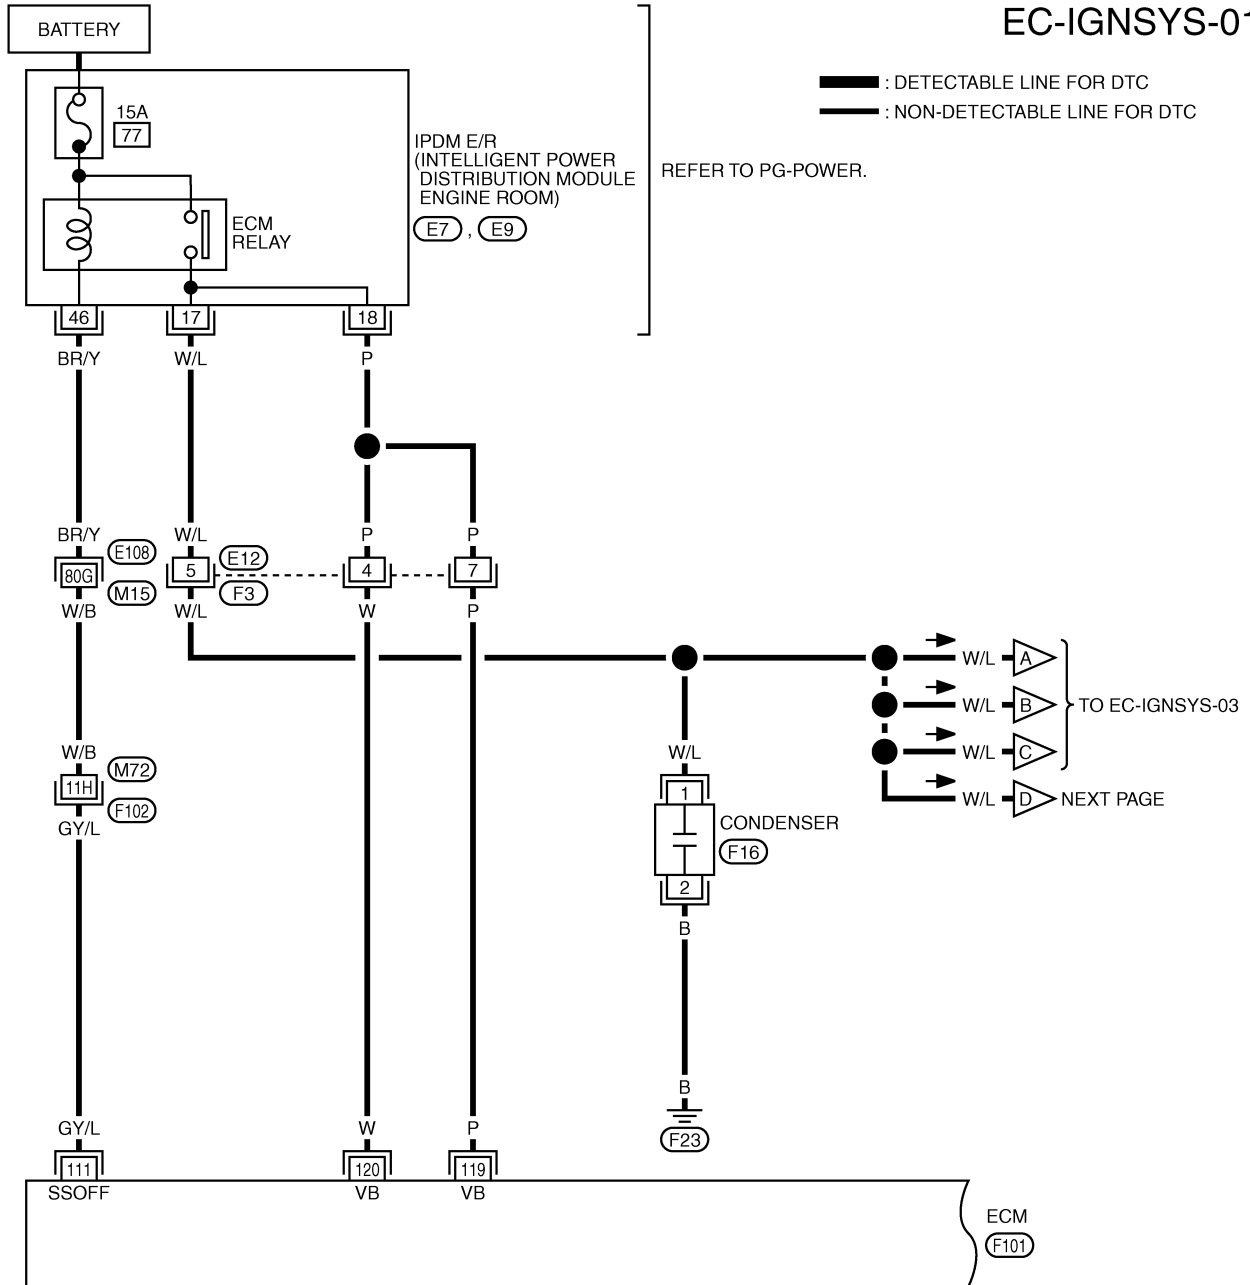 EC-IGNSYS-01
BATTERY
: DETECTABLE LINE FOR DTC
: NON-DETECTABLE LINE FOR DTC
15A
77
IPDM E/R
(INTELLIGENT POWER
DISTRIBUTION MODULE
ENGINE ROOM)
E7 , E9
REFER TO PG-POWER.
ECM
RELAY
46 17 18
BR/Y W/L P
BR/Y W/L P P
E108 E12
80G 5 4 7
M15 F3
W/B W/L W P
W/L A
W/L B TO EC-IGNSYS-03
W/L C
W/L D NEXT PAGE
W/B W/L
M72
11H 1
F102
GY/L
CONDENSER
F16
2
B
B
GY/L W P
F23
111 120 119
SSOFF VB VB
ECM
F101